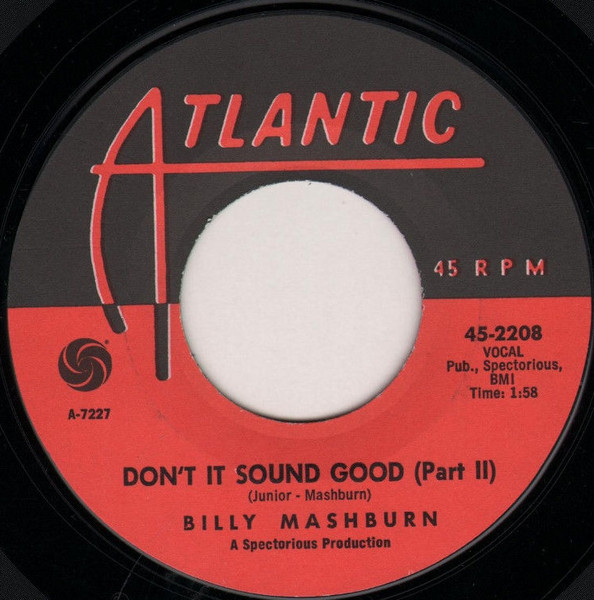 ATLANTIC
45 RPM
45-2208
VOCAL
Pub., Spectorious,
BMI
Time: 1:58
A-7227
DON'T IT SOUND GOOD (Part II)
(Junior - Mashburn)
BILLY MASHBURN
A Spectorious Production